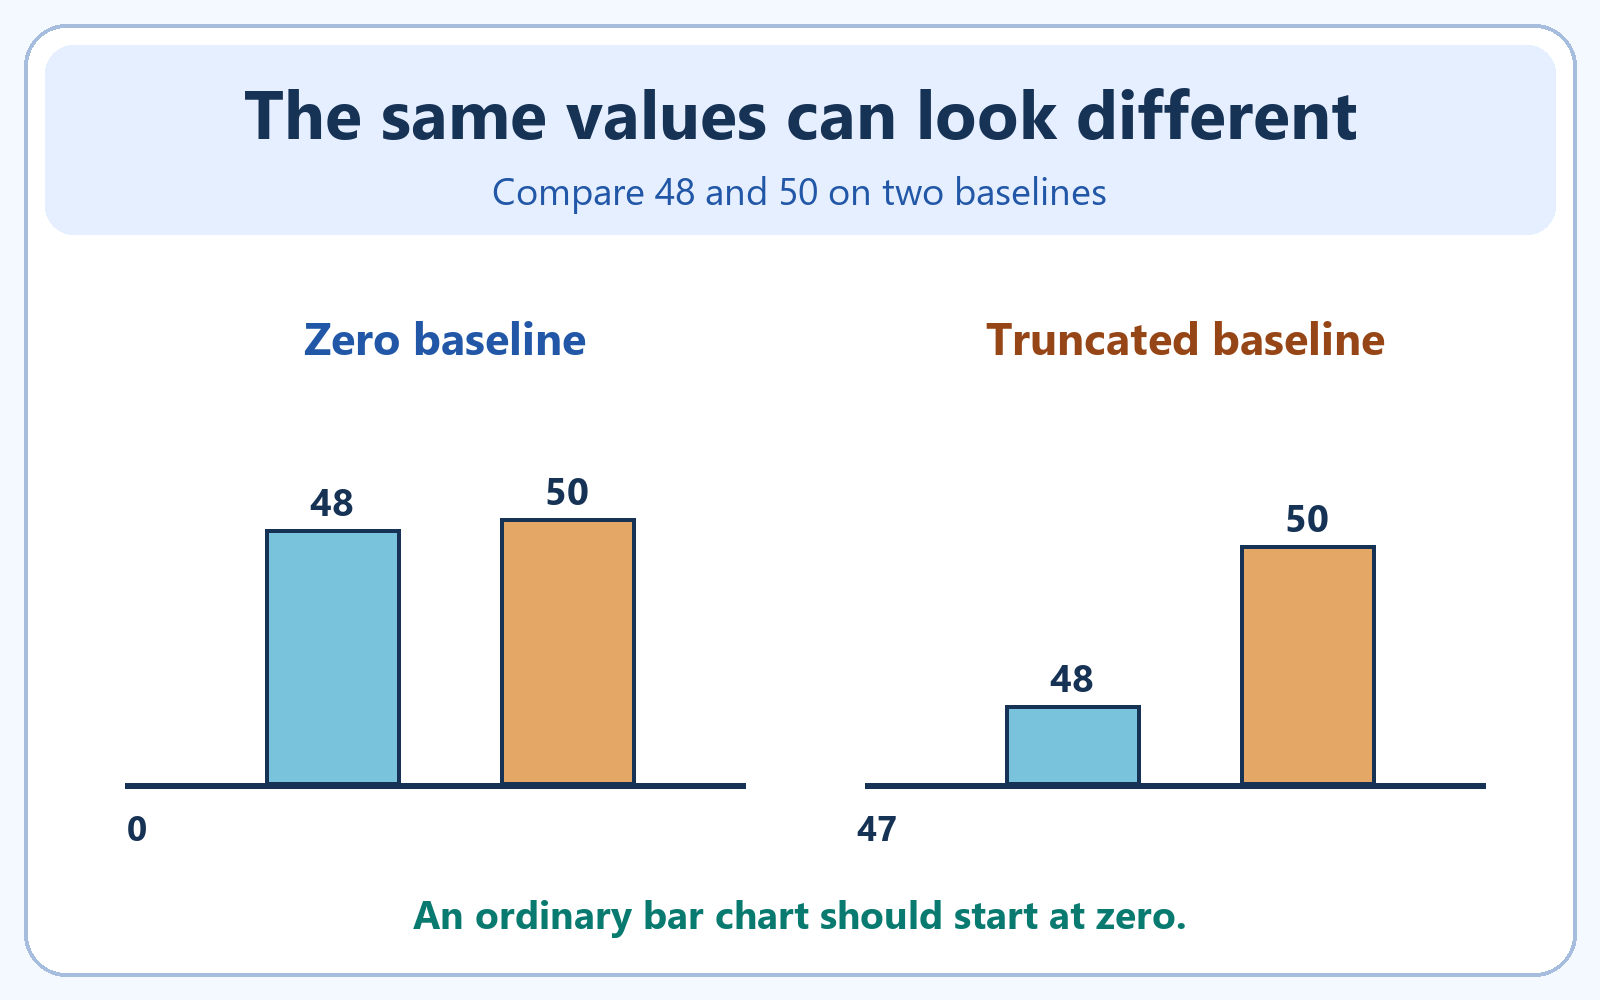 The same values can look different
Compare 48 and 50 on two baselines
Zero baseline
48
50
0
Truncated baseline
48
50
47
An ordinary bar chart should start at zero.